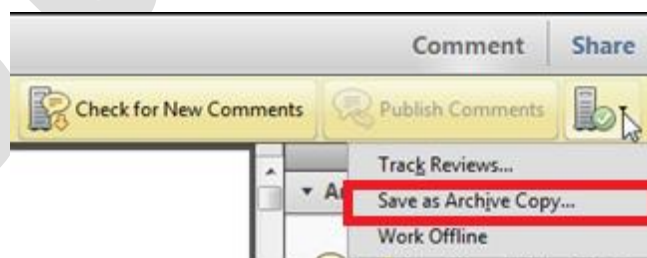 Comment Share
Check for New Comments Publish Comments
Track Reviews...
Save as Archive Copy...
Work Offline